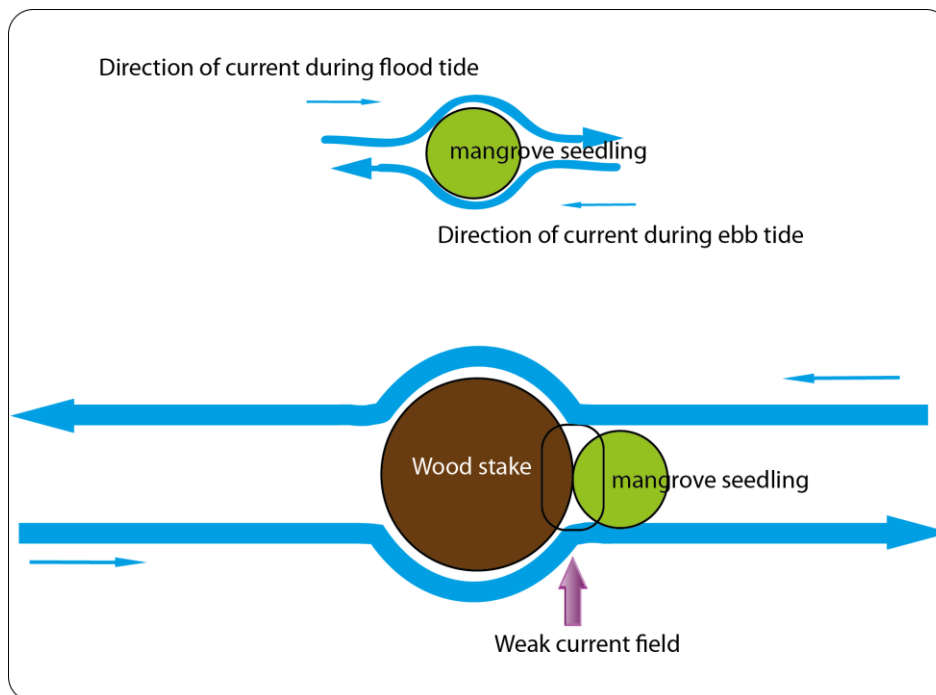 Direction of current during flood tide
mangrove seedling
Direction of current during ebb tide
Wood stake
mangrove seedling
Weak current field